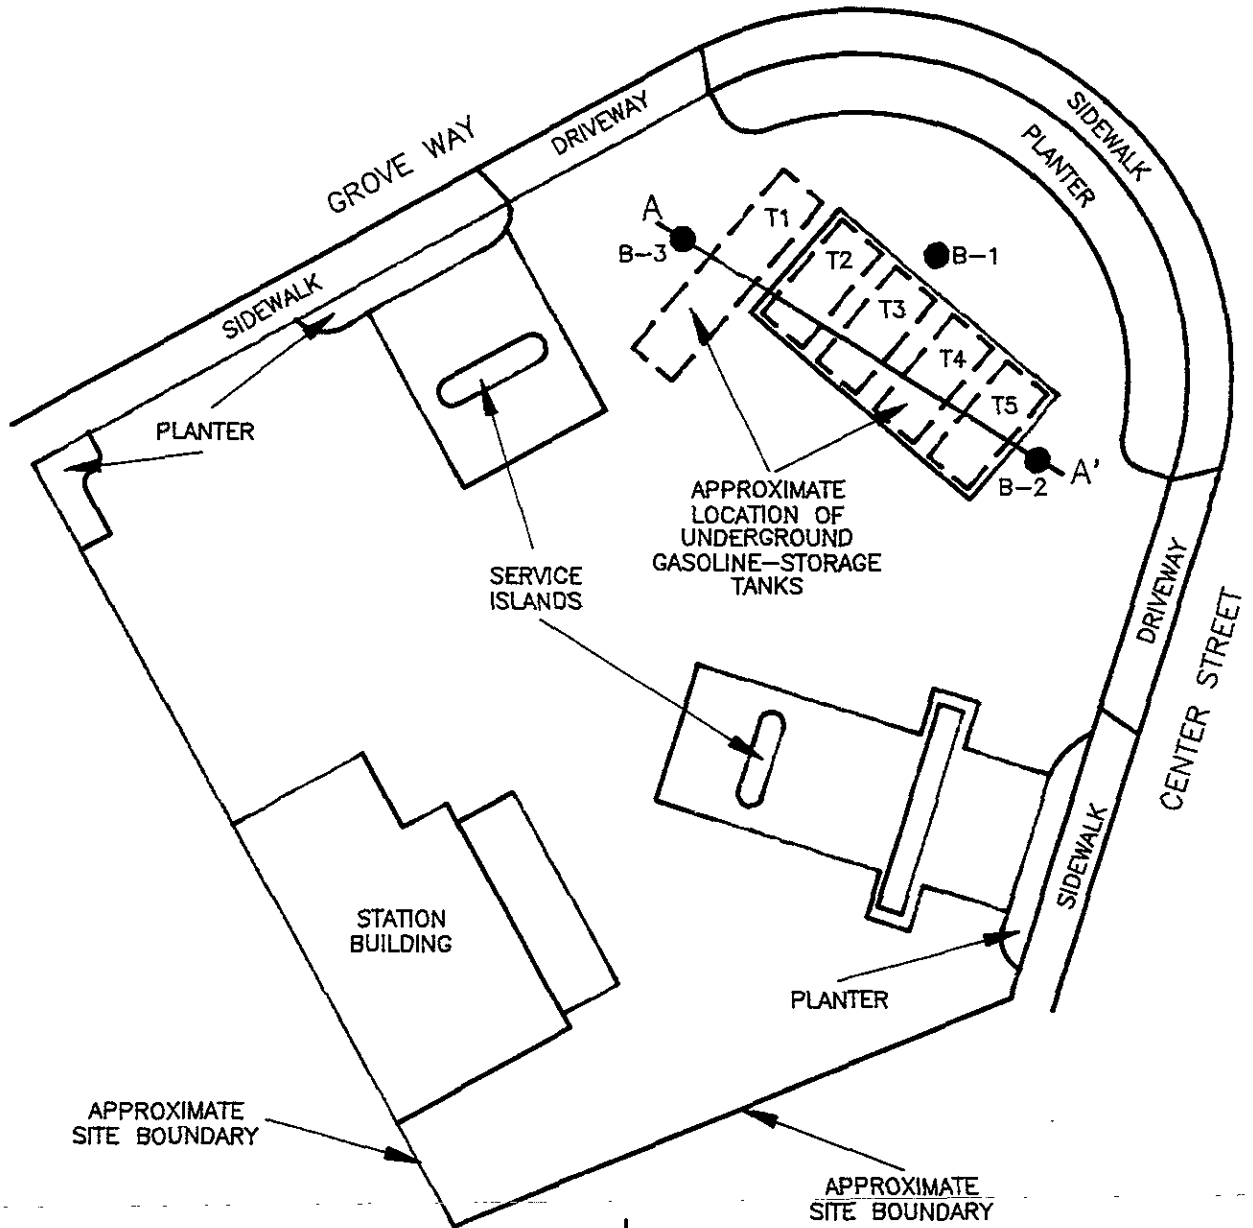 SIDEWALK
DRIVEWAY
GROVE WAY
PLANTER
T1
A
B-3
T2
B-1
SIDEWALK
T3
T4
T5
PLANTER
B-2
A'
APPROXIMATE
LOCATION OF
UNDERGROUND
GASOLINE-STORAGE
TANKS
SERVICE
ISLANDS
DRIVEWAY
CENTER STREET
SIDEWALK
STATION
BUILDING
PLANTER
APPROXIMATE
SITE BOUNDARY
APPROXIMATE
SITE BOUNDARY